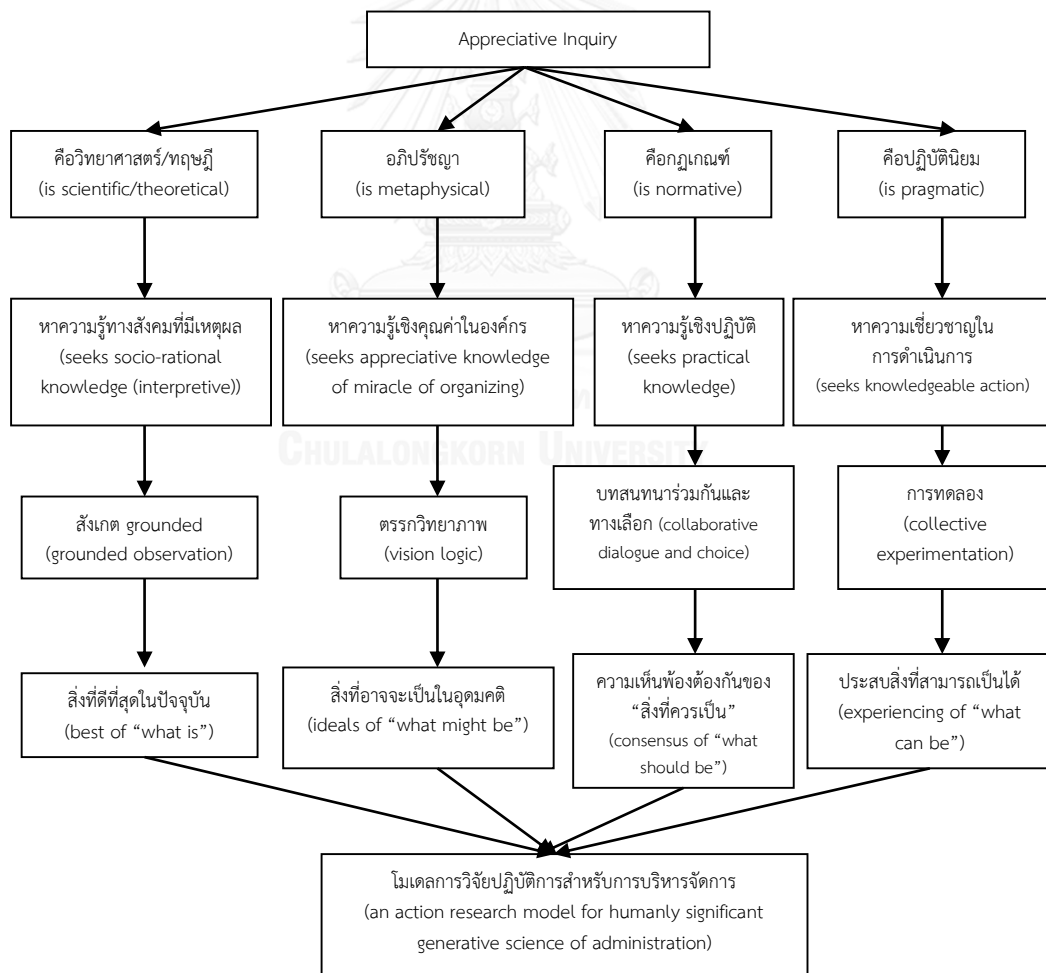 Appreciative Inquiry
คือวิทยาศาสตร์/ทฤษฎี
(is scientific/theoretical)
อภิปรัชญา
(is metaphysical)
คือกฏเกณฑ์
(is normative)
คือปฏิบัตินิยม
(is pragmatic)
หาความรู้ทางสังคมที่มีเหตุผล
(seeks socio-rational
knowledge (interpretive))
หาความรู้เชิงคุณค่าในองค์กร
(seeks appreciative knowledge
of miracle of organizing)
หาความรู้เชิงปฏิบัติ
(seeks practical
knowledge)
หาความเชี่ยวชาญใน
การดำเนินการ
(seeks knowledgeable action)
CHULALONGKORN UNIVERSITY
สังเกต grounded
(grounded observation)
ตรรกวิทยาภาพ
(vision logic)
บทสนทนาร่วมกันและ
ทางเลือก (collaborative
dialogue and choice)
การทดลอง
(collective
experimentation)
สิ่งที่ดีที่สุดในปัจจุบัน
(best of “what is”)
สิ่งที่อาจจะเป็นในอุดมคติ
(ideals of “what might be”)
ความเห็นพ้องต้องกันของ
“สิ่งที่ควรเป็น”
(consensus of “what
should be”)
ประสบสิ่งที่สามารถเป็นได้
(experiencing of “what
can be”)
โมเดลการวิจัยปฏิบัติการสำหรับการบริหารจัดการ
(an action research model for humanly significant
generative science of administration)